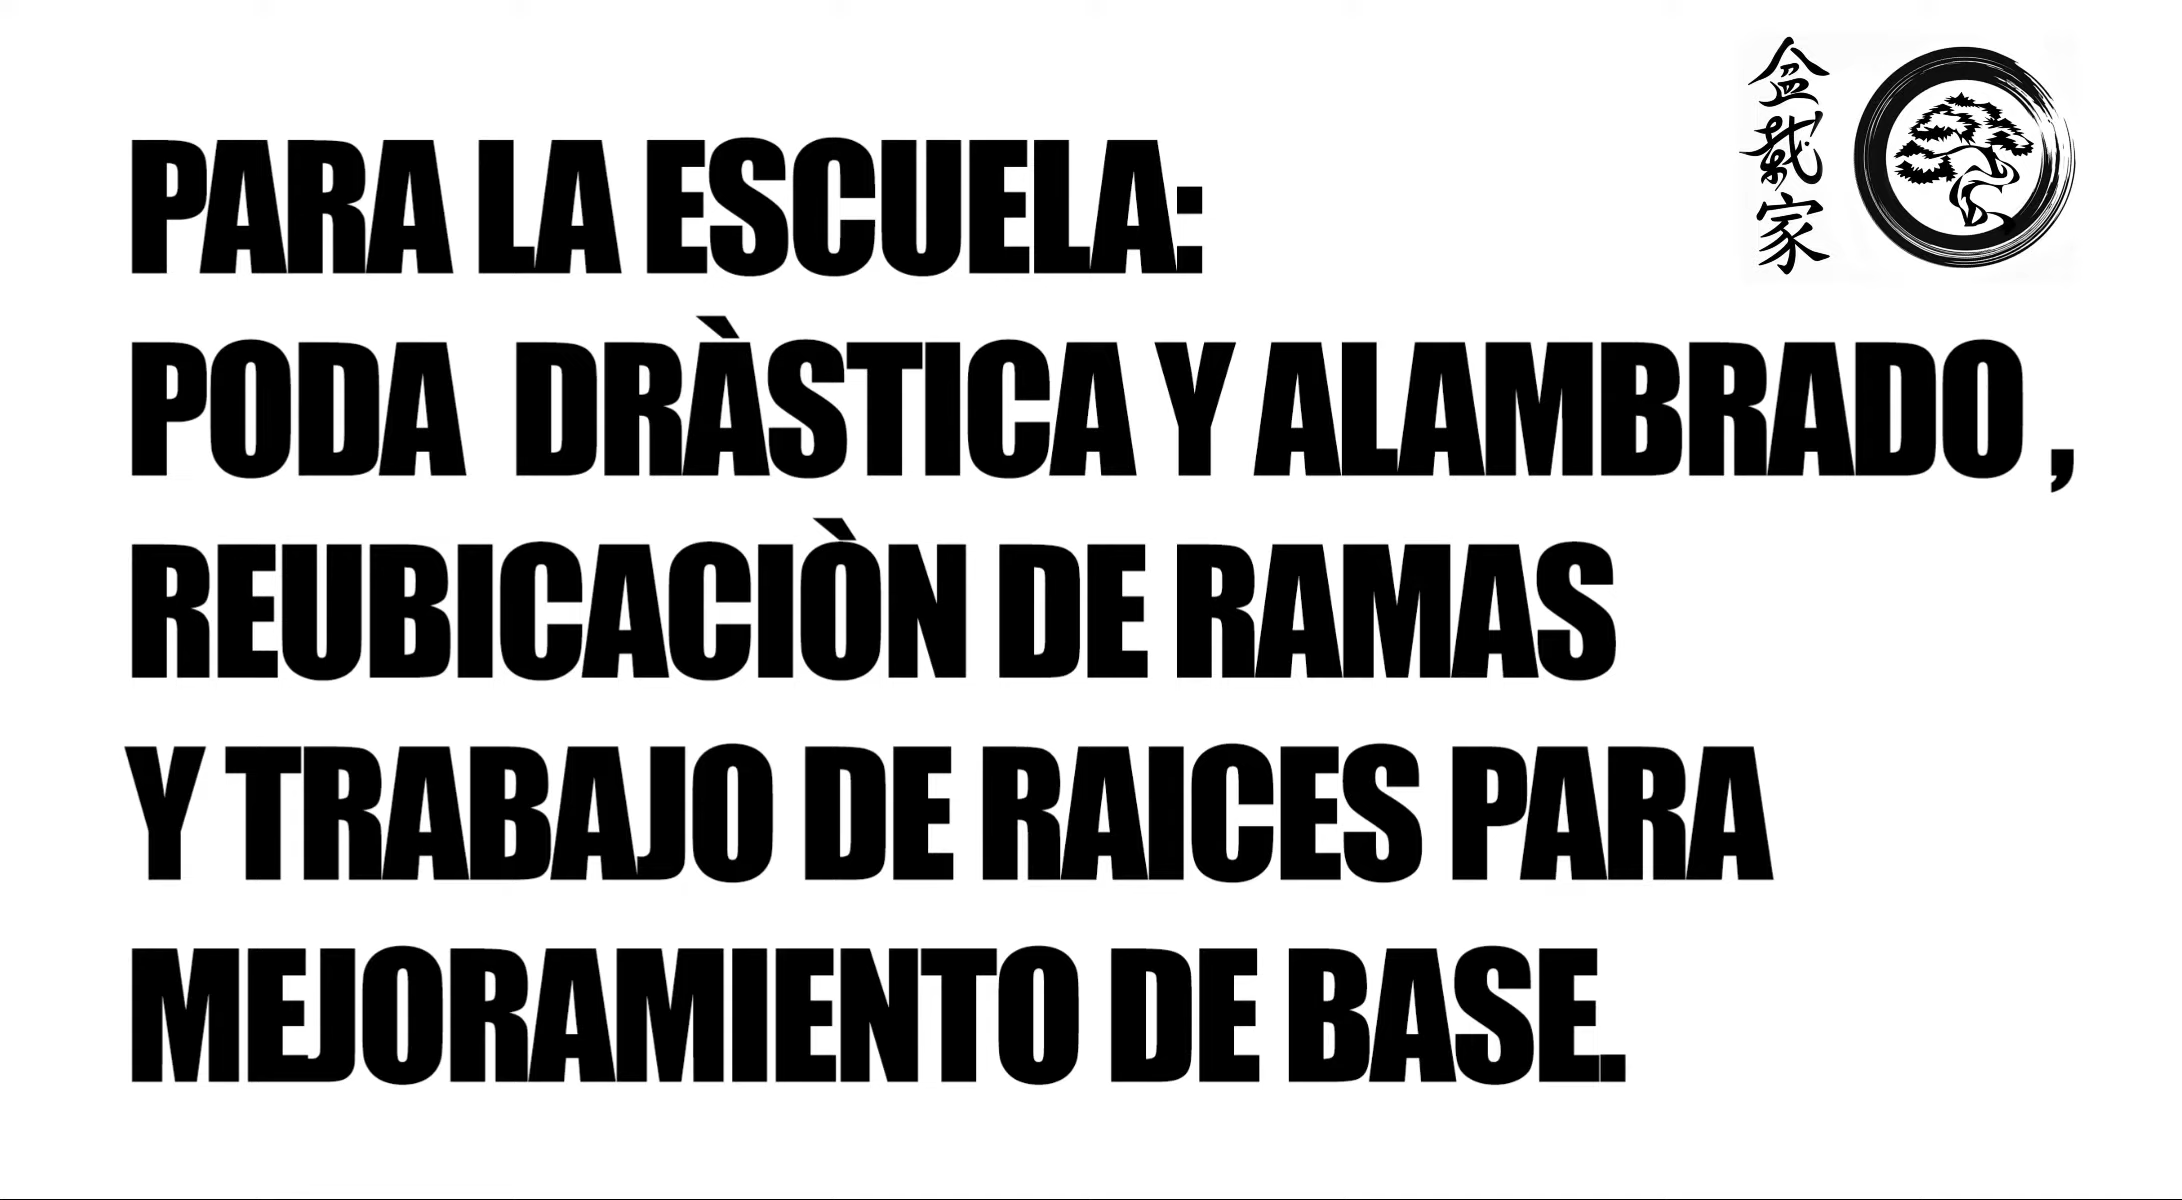 盆栽家
PARA LA ESCUELA:
PODA DRÀSTICA Y ALAMBRADO ,
REUBICACIÒN DE RAMAS
Y TRABAJO DE RAICES PARA
MEJORAMIENTO DE BASE.